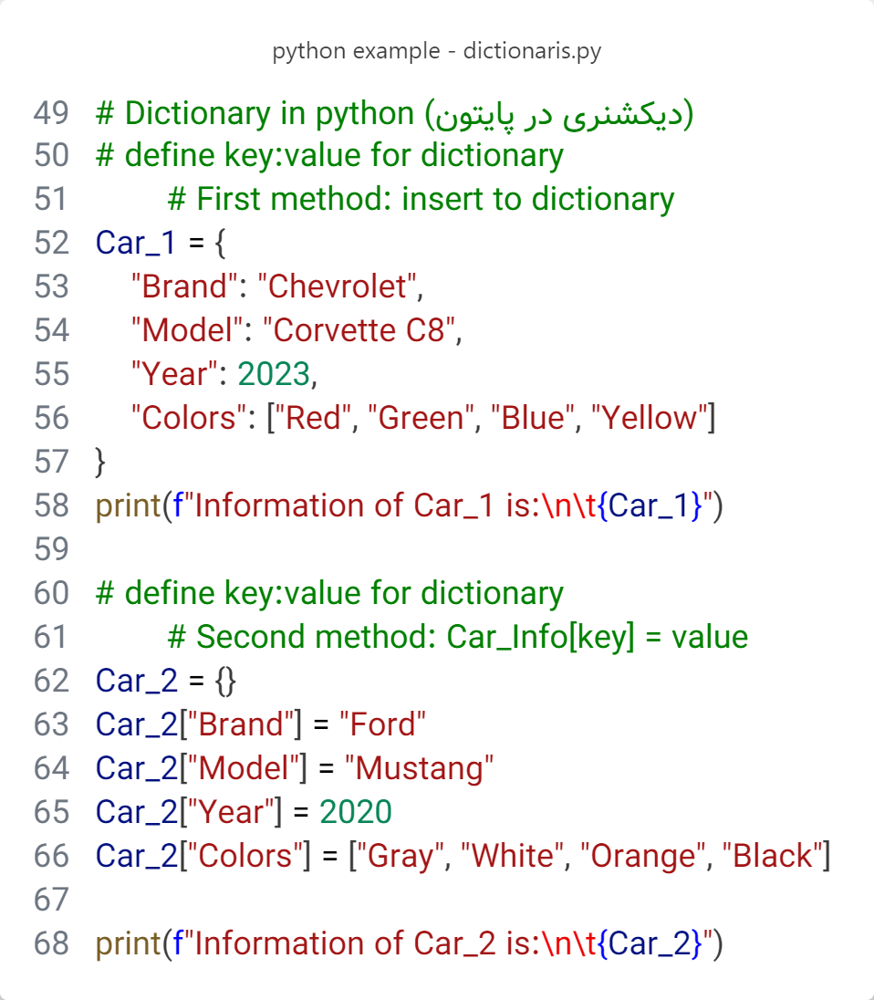 python example - dictionaris.py
49 # Dictionary in python (دیکشنری در پایتون)
50 # define key:value for dictionary
51 # First method: insert to dictionary
52 Car_1 = {
53 "Brand": "Chevrolet",
54 "Model": "Corvette C8",
55 "Year": 2023,
56 "Colors": ["Red", "Green", "Blue", "Yellow"]
57 }
58 print(f"Information of Car_1 is:\n\t{Car_1}")
59
60 # define key:value for dictionary
61 # Second method: Car_Info[key] = value
62 Car_2 = {}
63 Car_2["Brand"] = "Ford"
64 Car_2["Model"] = "Mustang"
65 Car_2["Year"] = 2020
66 Car_2["Colors"] = ["Gray", "White", "Orange", "Black"]
67
68 print(f"Information of Car_2 is:\n\t{Car_2}")